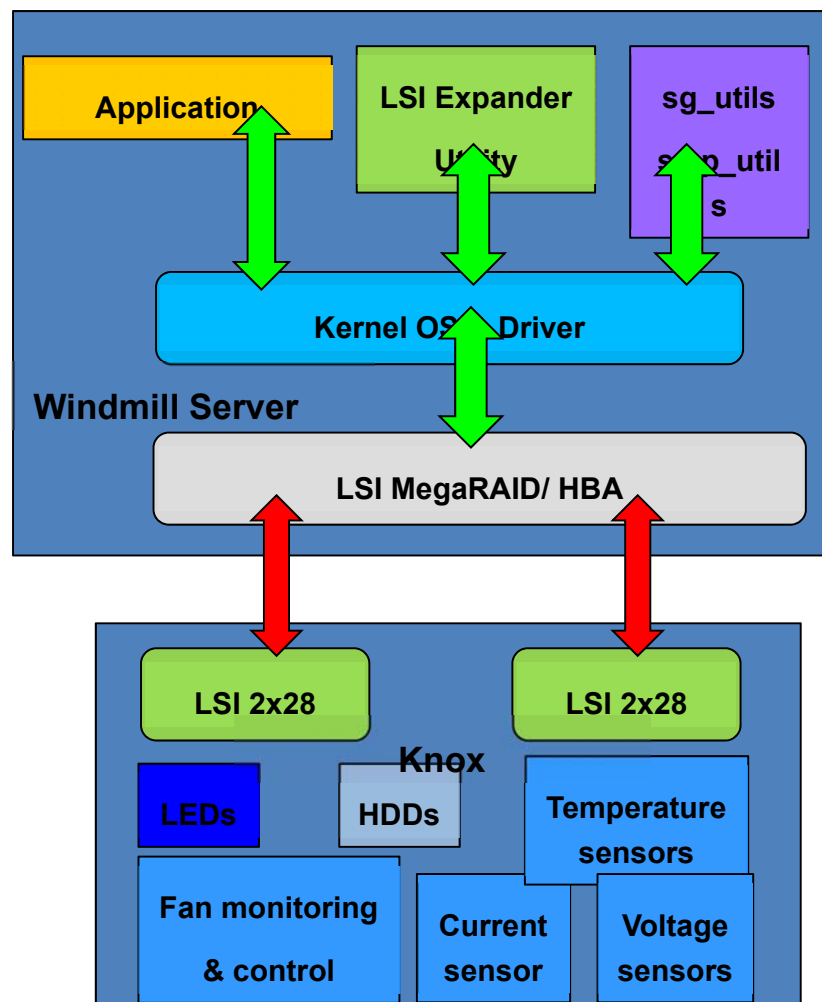 Application
LSI Expander
Utility
sg_utils
s
Kernel OS Driver
Windmill Server
LSI MegaRAID/ HBA
LSI 2x28
LSI 2x28
Knox
LEDs
HDDs
Temperature
sensors
Fan monitoring
& control
Current
sensor
Voltage
sensors